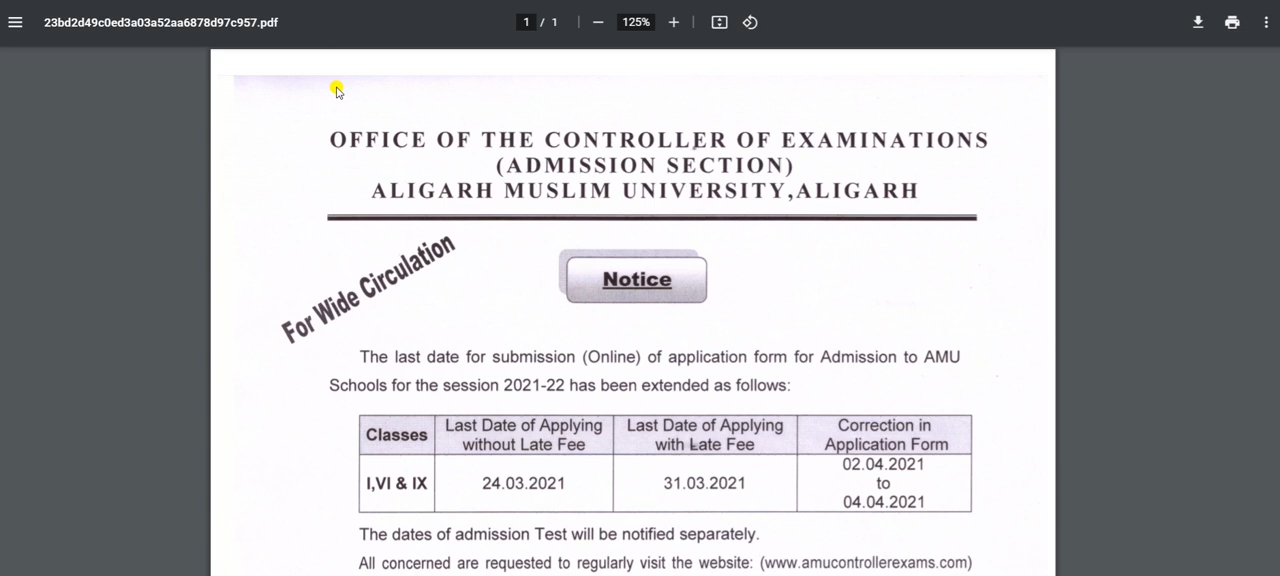 23bd2d49c0ed3a03a52aa6878d97c957.pdf
1 / 1
125%
OFFICE OF THE CONTROLLER OF EXAMINATIONS
(ADMISSION SECTION)
ALIGARH MUSLIM UNIVERSITY,ALIGARH
For Wide Circulation
Notice
The last date for submission (Online) of application form for Admission to AMU
Schools for the session 2021-22 has been extended as follows:
Classes
Last Date of Applying
without Late Fee
Last Date of Applying
with Late Fee
Correction in
Application Form
I,VI & IX
24.03.2021
31.03.2021
02.04.2021
to
04.04.2021
The dates of admission Test will be notified separately.
All concerned are requested to regularly visit the website: (www.amucontrollerexams.com)